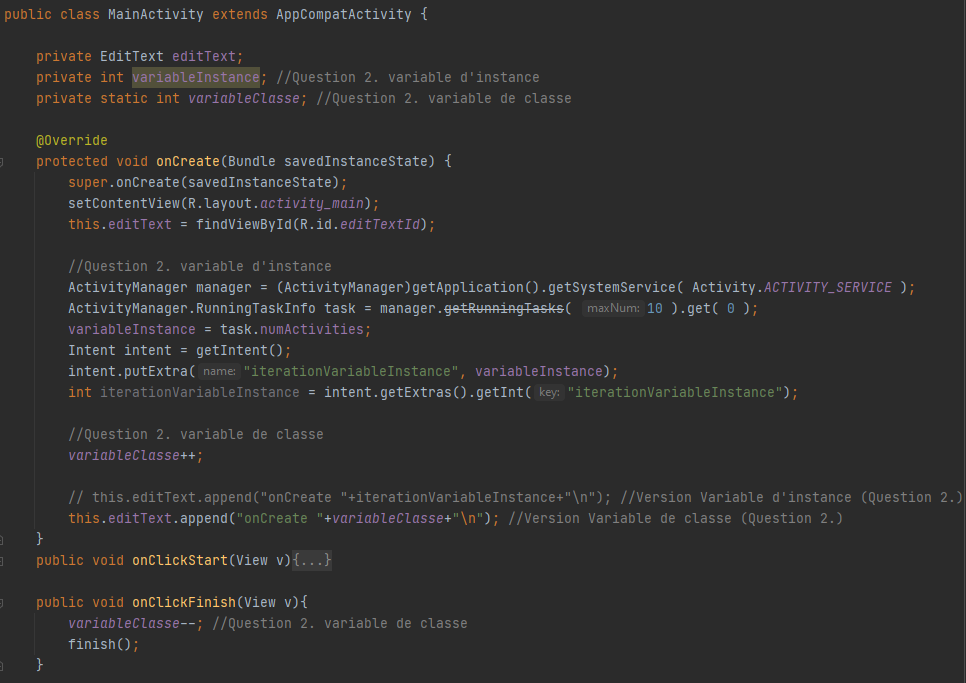 public class MainActivity extends AppCompatActivity {
private EditText editText;
private int variableInstance; //Question 2. variable d'instance
private static int variableClasse; //Question 2. variable de classe
@Override
protected void onCreate(Bundle savedInstanceState) {
super.onCreate(savedInstanceState);
setContentView(R.layout.activity_main);
this.editText = findViewById(R.id.editTextId);
//Question 2. variable d'instance
ActivityManager manager = (ActivityManager)getApplication().getSystemService( Activity.ACTIVITY_SERVICE );
ActivityManager.RunningTaskInfo task = manager.getRunningTasks( maxNum: 10 ).get( 0 );
variableInstance = task.numActivities;
Intent intent = getIntent();
intent.putExtra( name: "iterationVariableInstance", variableInstance);
int iterationVariableInstance = intent.getExtras().getInt( key: "iterationVariableInstance");
//Question 2. variable de classe
variableClasse++;
// this.editText.append("onCreate "+iterationVariableInstance+"\n"); //Version Variable d'instance (Question 2.)
this.editText.append("onCreate "+variableClasse+"\n"); //Version Variable de classe (Question 2.)
}
public void onClickStart(View v){...}
public void onClickFinish(View v){
variableClasse--; //Question 2. variable de classe
finish();
}